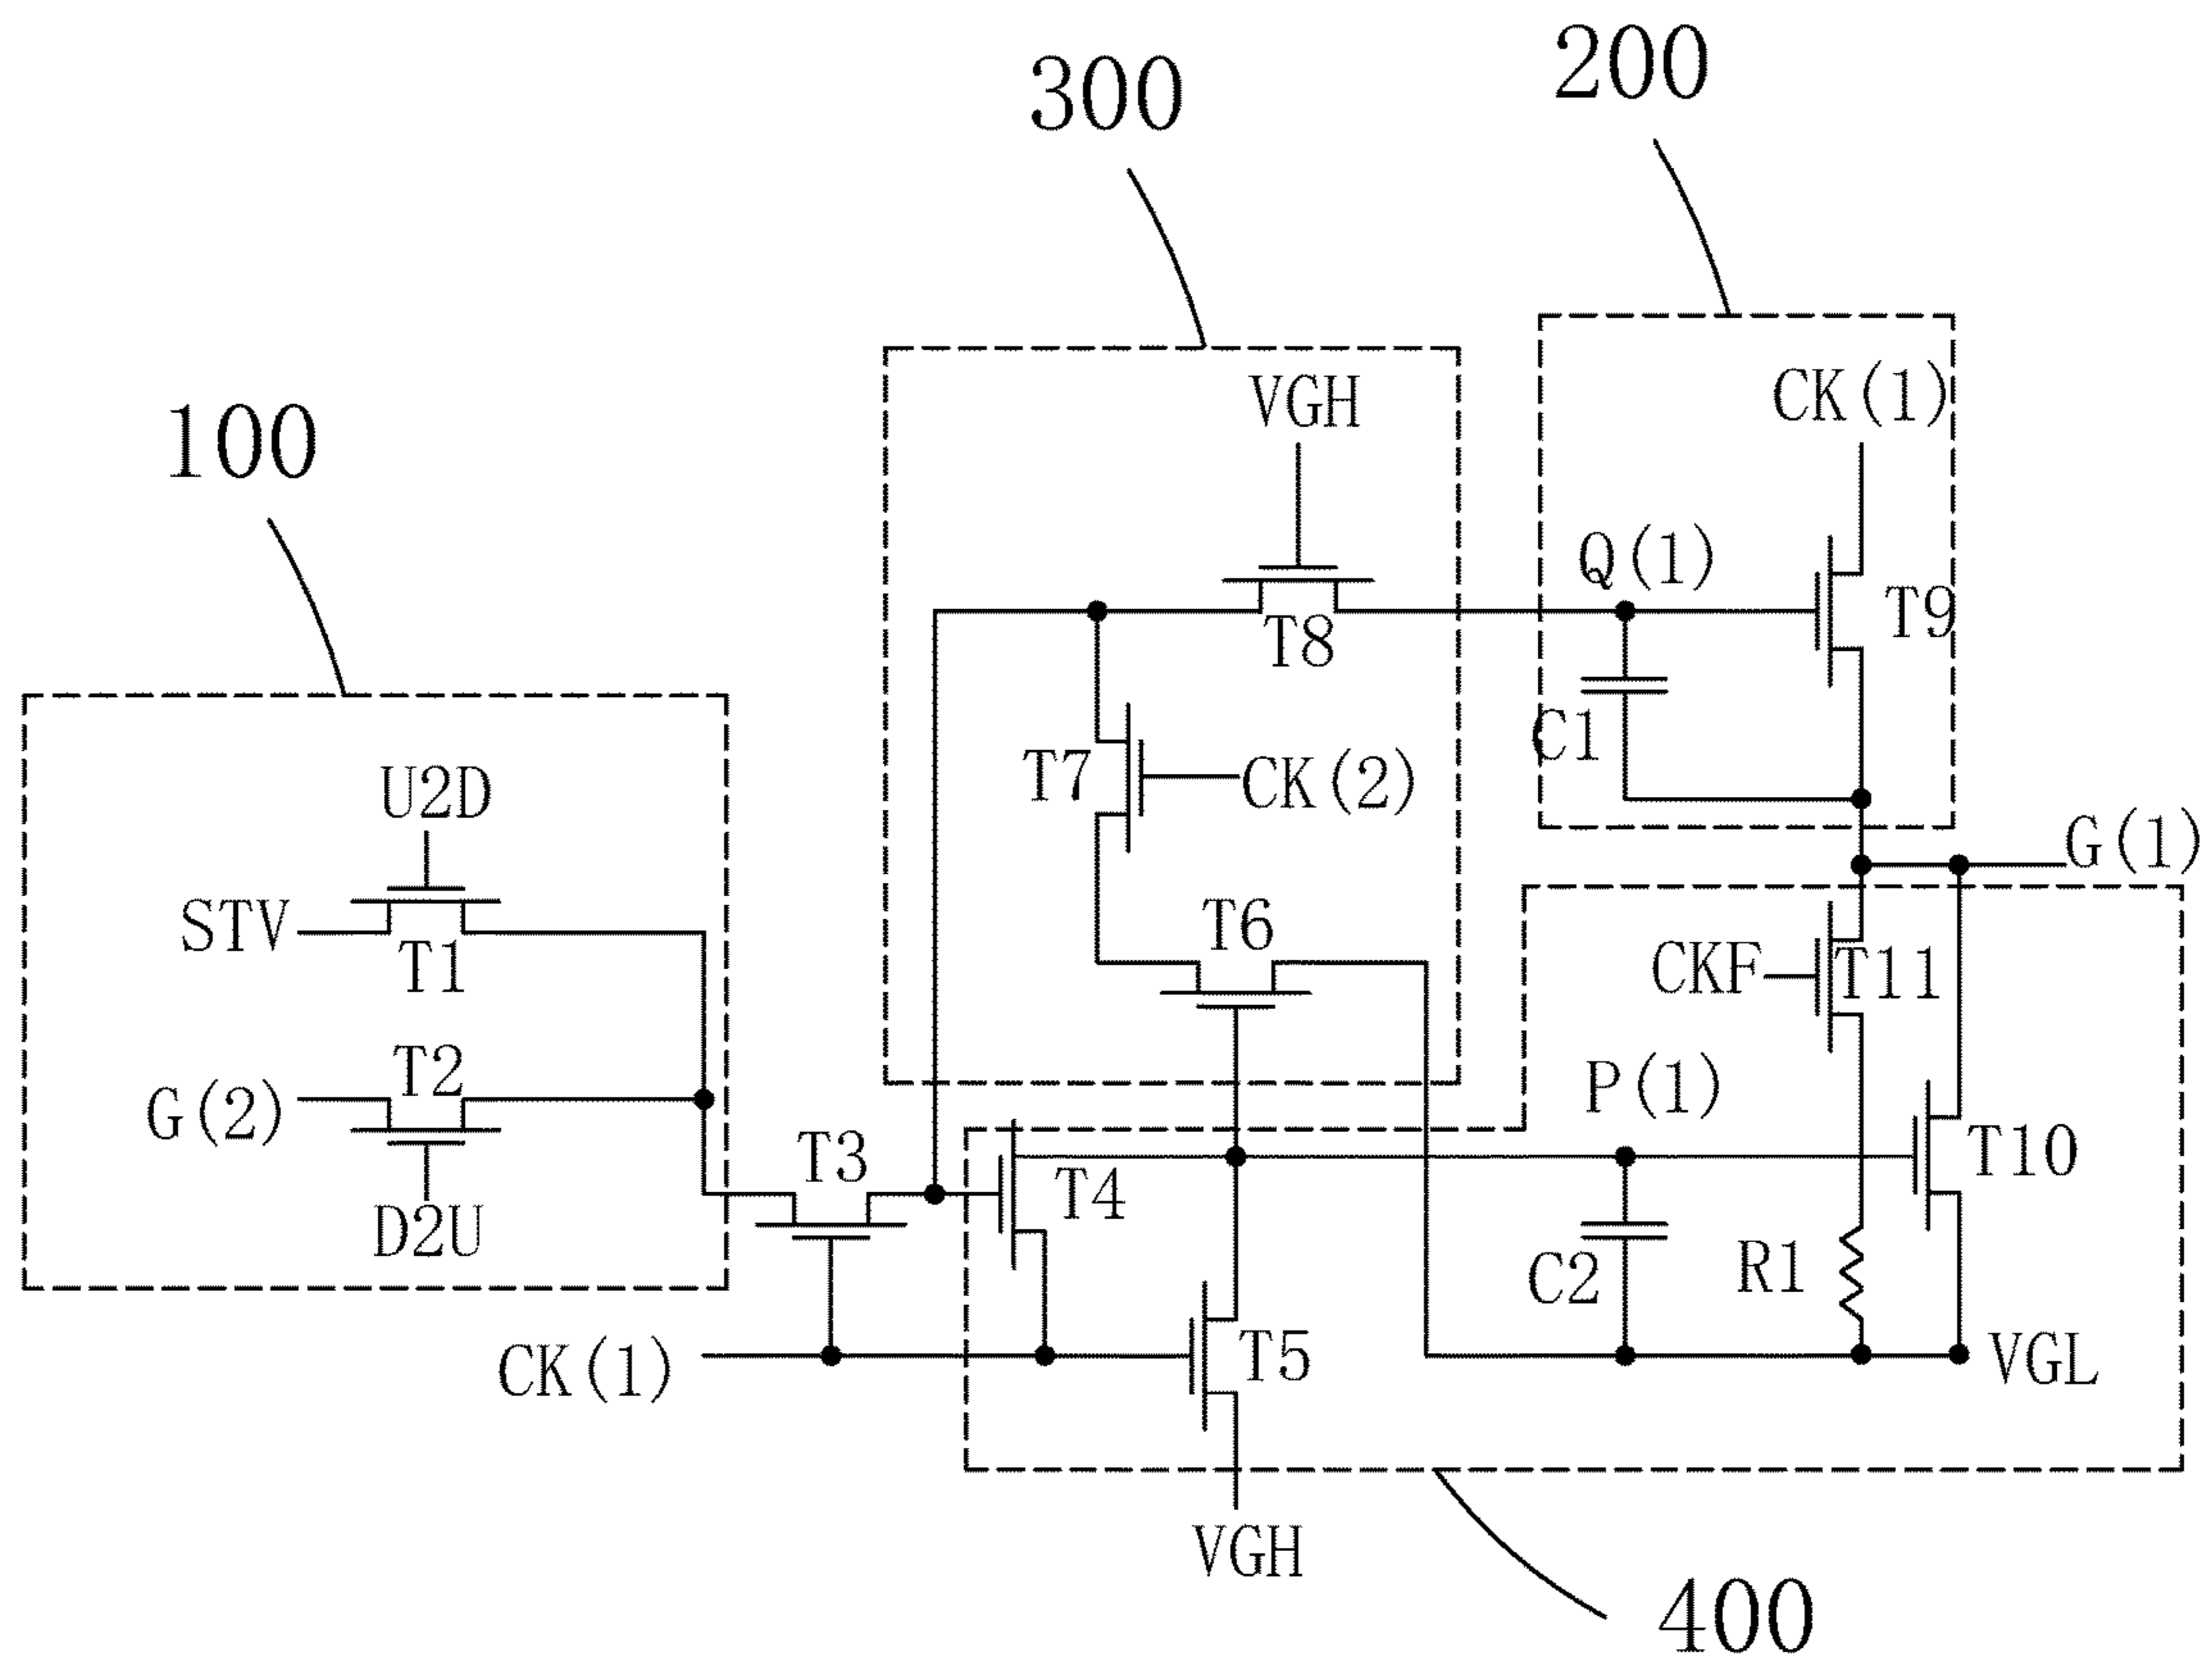 200
300
CK(1)
VGH
100
Q(1)
T9
T8
C1
T7
CK(2)
U2D
G(1)
STV
T6
T1
CKF
T11
T2
P(1)
G(2)
T3
T10
T4
D2U
R1
C2
CK(1)
T5
VGL
VGH
400